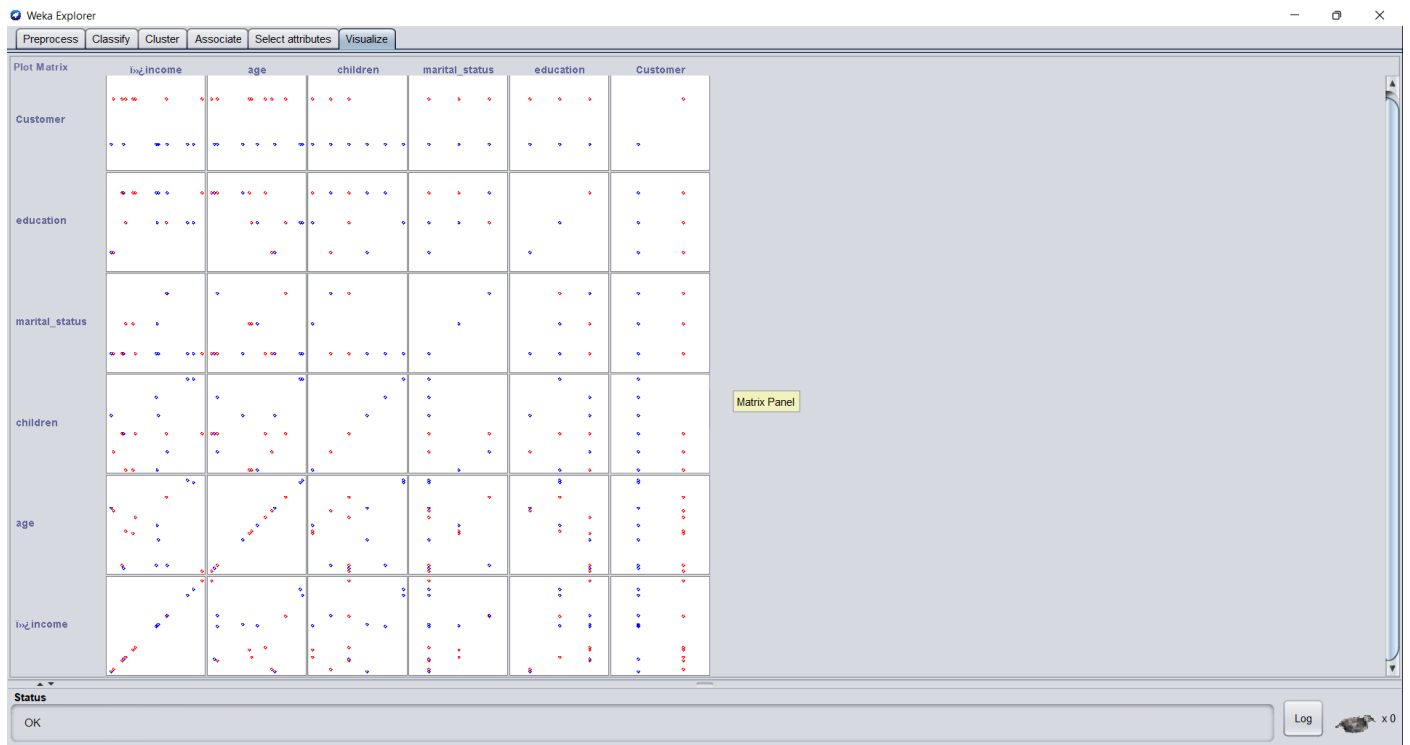 Weka Explorer
Preprocess Classify Cluster Associate Select attributes Visualize
Plot Matrix
ï»¿income age children marital_status education Customer
Customer
education
marital_status
children
Matrix Panel
age
ï»¿income
Status
OK
Log
x 0